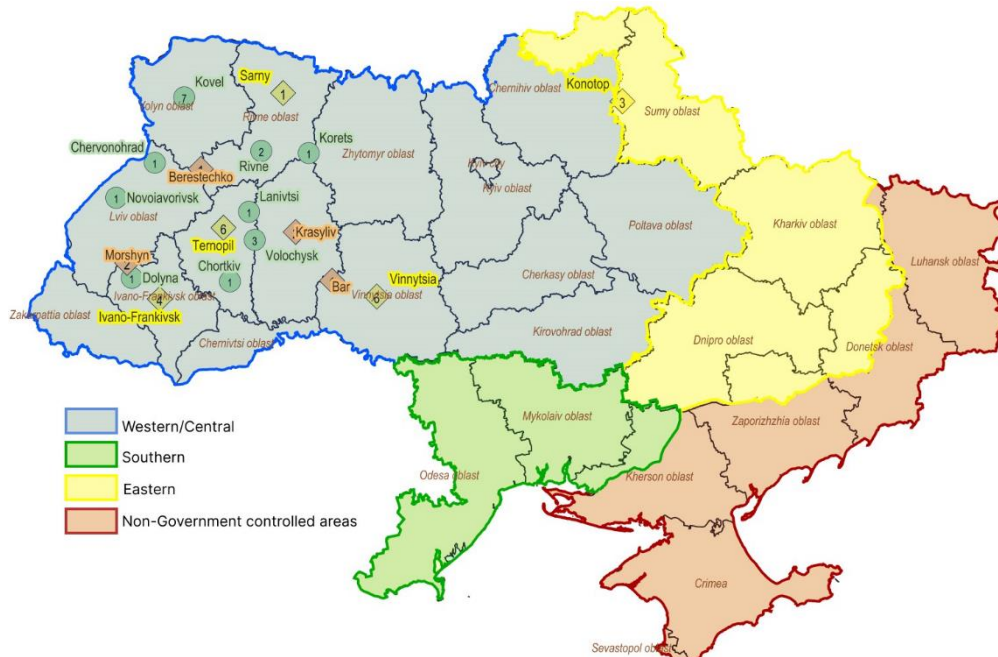 Kovel
7
Volyn oblast
Sarny
1
Rivne oblast
Chernihiv oblast
Konotop
3
Sumy oblast
Chervonohrad
1
Berestechko
2
Rivne
Korets
1
Zhytomyr oblast
Kyiv city
Kyiv oblast
1
Novoiavorivsk
Lviv oblast
Lanivtsi
1
6
Ternopil
3
Volochysk
Krasyliv
Poltava oblast
Kharkiv oblast
Luhansk oblast
Morshyn
2
1
Dolyna
Chortkiv
1
Ivano-Frankivsk oblast
4
Ivano-Frankivsk
Bar
Vinnytsia
Vinnytsia oblast
Cherkasy oblast
Zakarpattia oblast
Chernivtsi oblast
Kirovohrad oblast
Dnipro oblast
Donetsk oblast
Mykolaiv oblast
Zaporizhzhia oblast
Odesa oblast
Kherson oblast
Crimea
Sevastopol oblast
Western/Central
Southern
Eastern
Non-Government controlled areas